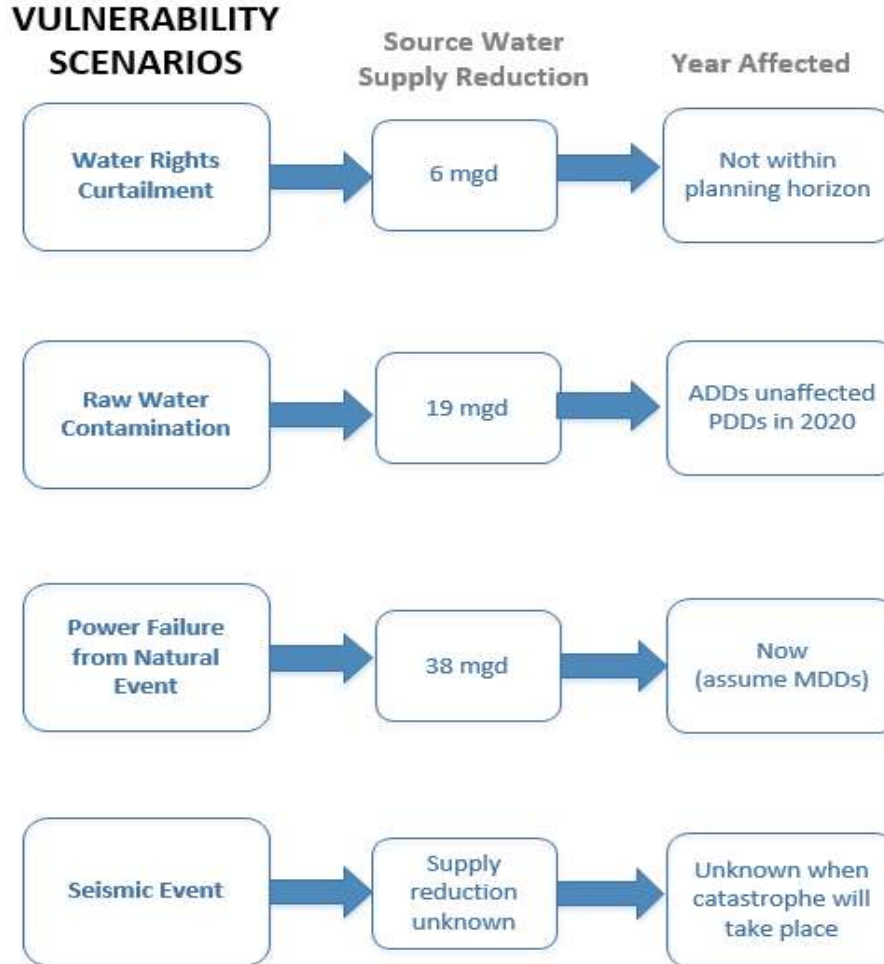 VULNERABILITY
SCENARIOS
Source Water
Supply Reduction
Year Affected
Water Rights
Curtailment
6 mgd
Not within
planning horizon
Raw Water
Contamination
19 mgd
ADDs unaffected
PDDs in 2020
Power Failure
from Natural
Event
38 mgd
Now
(assume MDDs)
Seismic Event
Supply
reduction
unknown
Unknown when
catastrophe will
take place